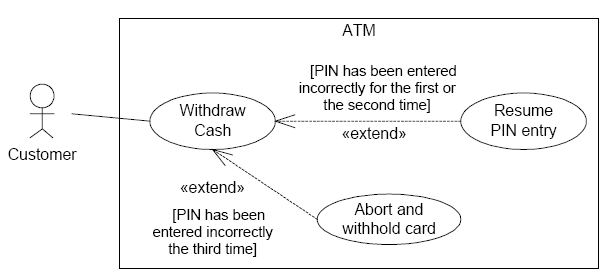 ATM
[PIN has been entered
incorrectly for the first or
the second time]
Withdraw
Cash
Resume
PIN entry
«extend»
Customer
«extend»
[PIN has been
entered incorrectly
the third time]
Abort and
withhold card